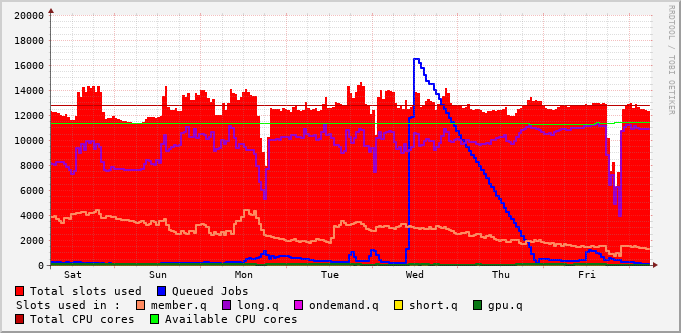 RRDTOOL / TOBI OETIKER
20000
18000
16000
14000
12000
10000
8000
6000
4000
2000
0
Sat Sun Mon Tue Wed Thu Fri
Total slots used Queued Jobs
Slots used in : member.q long.q ondemand.q short.q gpu.q
Total CPU cores Available CPU cores